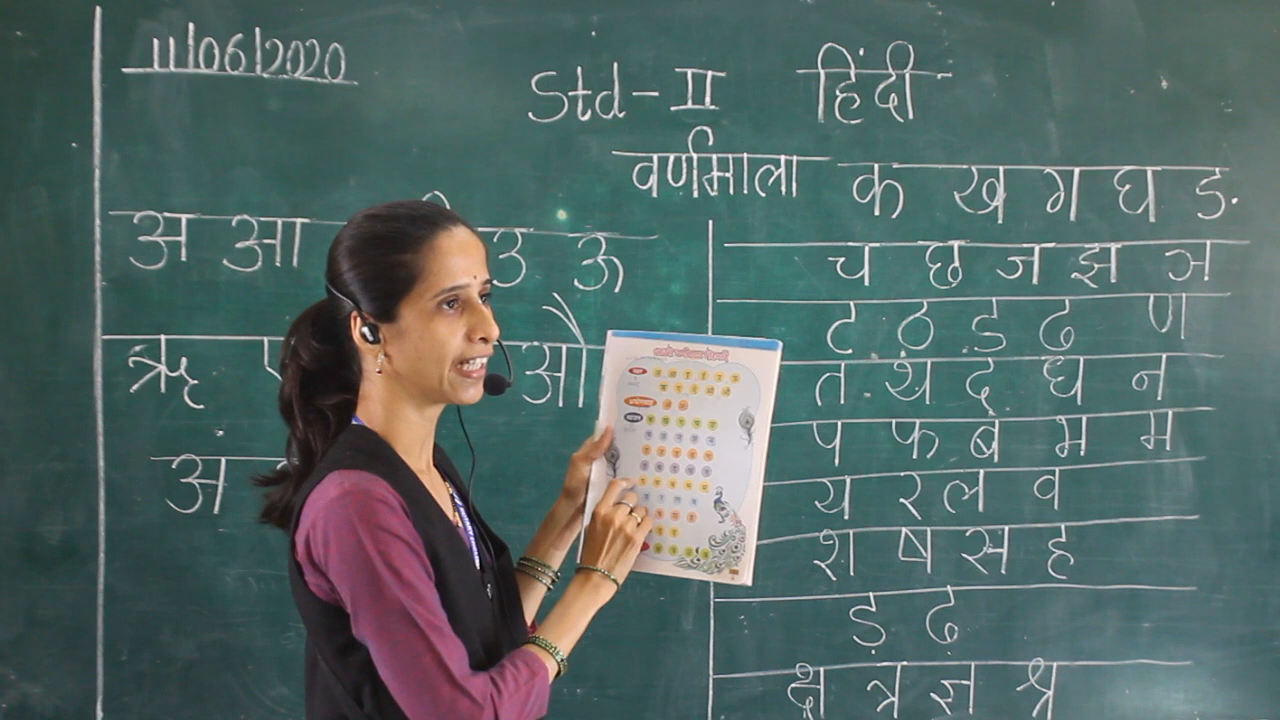 11/06/2020
Std-II हिंदी
वर्णमाला
अ आ उ ऊ
ऋ ए ओ
अ
क ख ग घ ङ
च छ ज झ ञ
ट ठ ड ढ ण
त थ द ध न
प फ ब भ म
य र ल व
श ष स ह
ड़ ढ़
क्ष त्र ज्ञ श्र